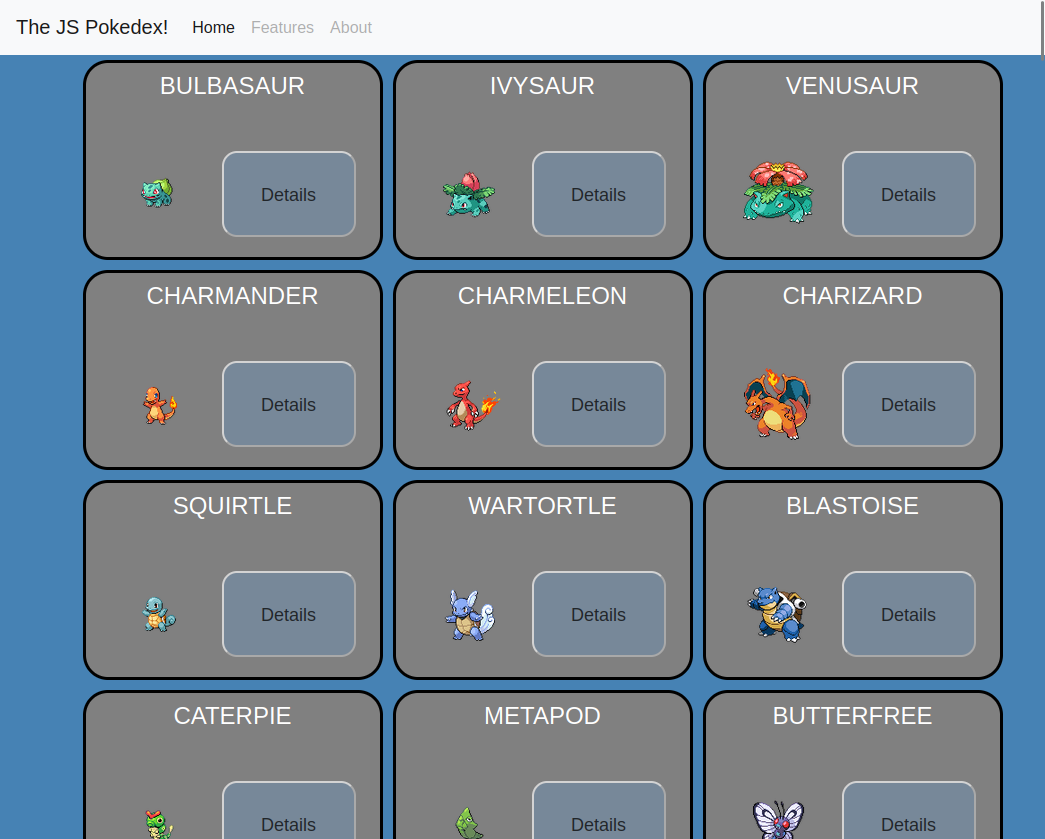 The JS Pokedex! Home Features About
BULBASAUR IVYSAUR VENUSAUR
Details Details Details
CHARMANDER CHARMELEON CHARIZARD
Details Details Details
SQUIRTLE WARTORTLE BLASTOISE
Details Details Details
CATERPIE METAPOD BUTTERFREE
Details Details Details